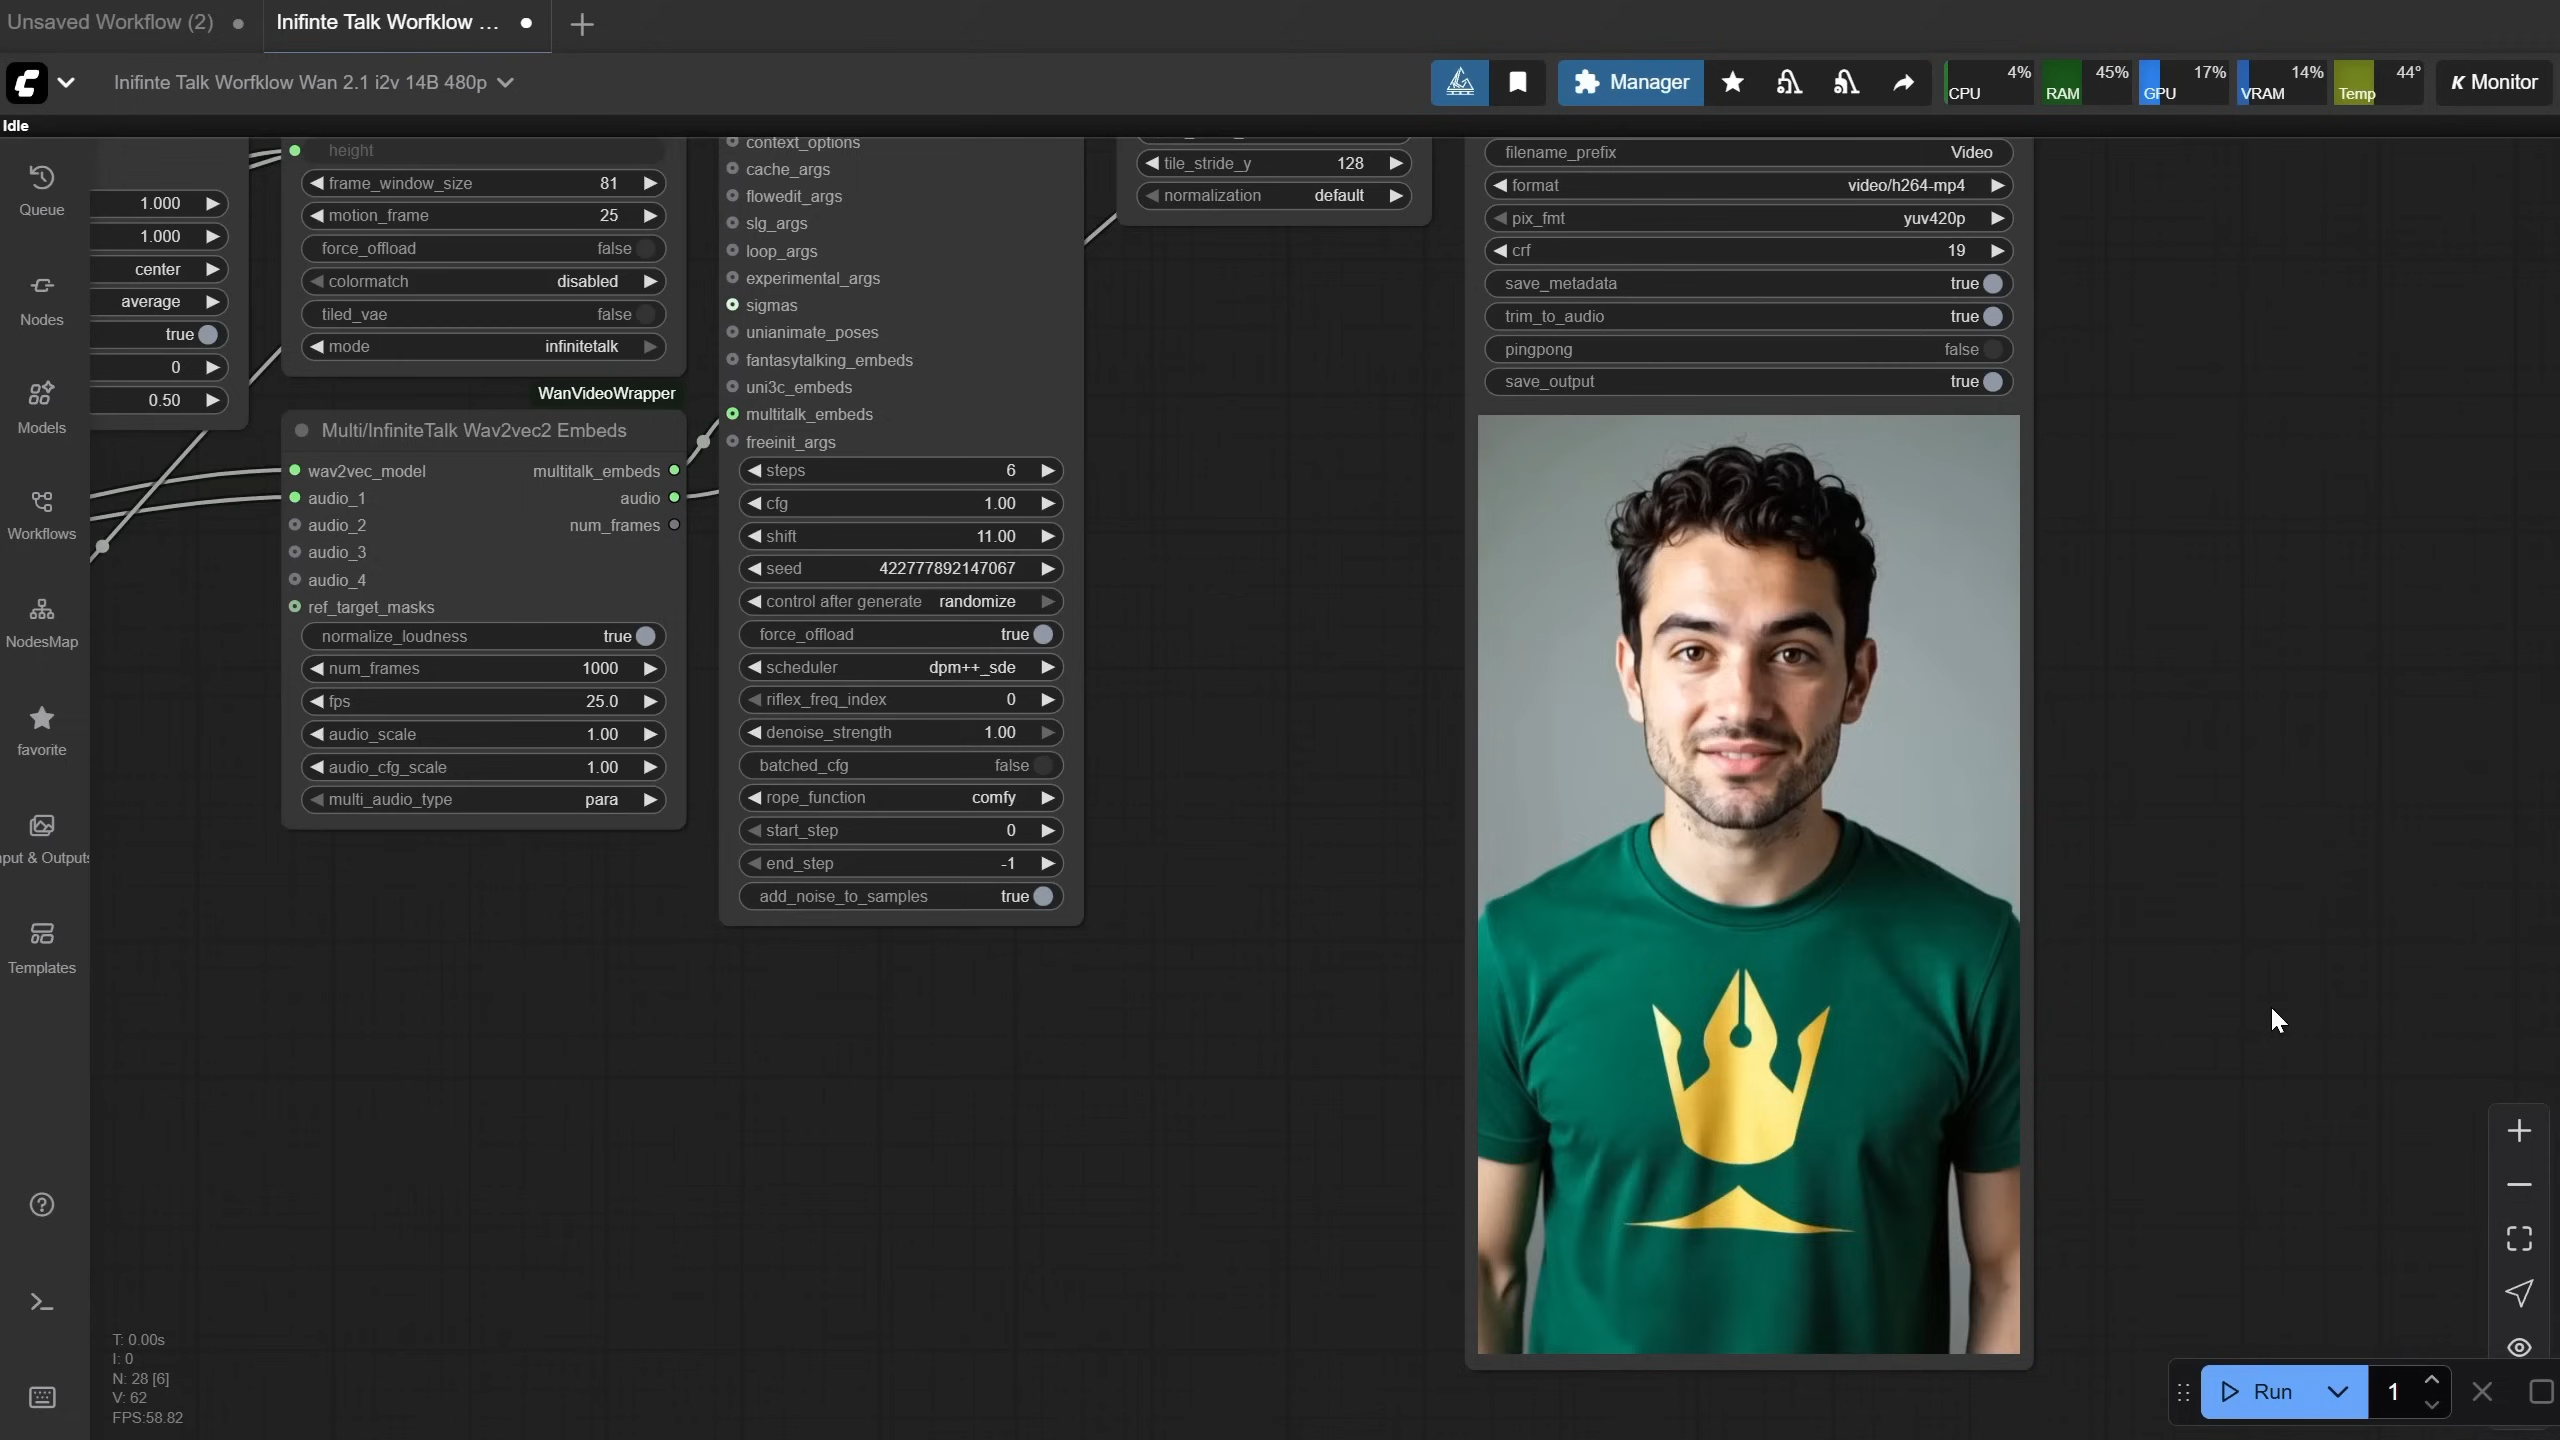 Unsaved Workflow (2)
Inifinte Talk Worfklow ...
Inifinte Talk Worfklow Wan 2.1 i2v 14B 480p
Manager
CPU 4%
RAM 45%
GPU 17%
VRAM 14%
Temp 44°
K Monitor
Idle
Queue
Nodes
Models
Workflows
NodesMap
favorite
nput & Outputs
Templates
1.000
1.000
center
average
true
0
0.50
height
frame_window_size 81
motion_frame 25
force_offload false
colormatch disabled
tiled_vae false
mode infinitetalk
WanVideoWrapper
Multi/InfiniteTalk Wav2vec2 Embeds
wav2vec_model multitalk_embeds
audio_1 audio
audio_2 num_frames
audio_3
audio_4
ref_target_masks
normalize_loudness true
num_frames 1000
fps 25.0
audio_scale 1.00
audio_cfg_scale 1.00
multi_audio_type para
context_options
cache_args
flowedit_args
slg_args
loop_args
experimental_args
sigmas
unianimate_poses
fantasytalking_embeds
uni3c_embeds
multitalk_embeds
freeinit_args
steps 6
cfg 1.00
shift 11.00
seed 422777892147067
control after generate randomize
force_offload true
scheduler dpm++_sde
riflex_freq_index 0
denoise_strength 1.00
batched_cfg false
rope_function comfy
start_step 0
end_step -1
add_noise_to_samples true
tile_stride_y 128
normalization default
filename_prefix Video
format video/h264-mp4
pix_fmt yuv420p
crf 19
save_metadata true
trim_to_audio true
pingpong false
save_output true
T: 0.00s
I: 0
N: 28 [6]
V: 62
FPS:58.82
Run 1